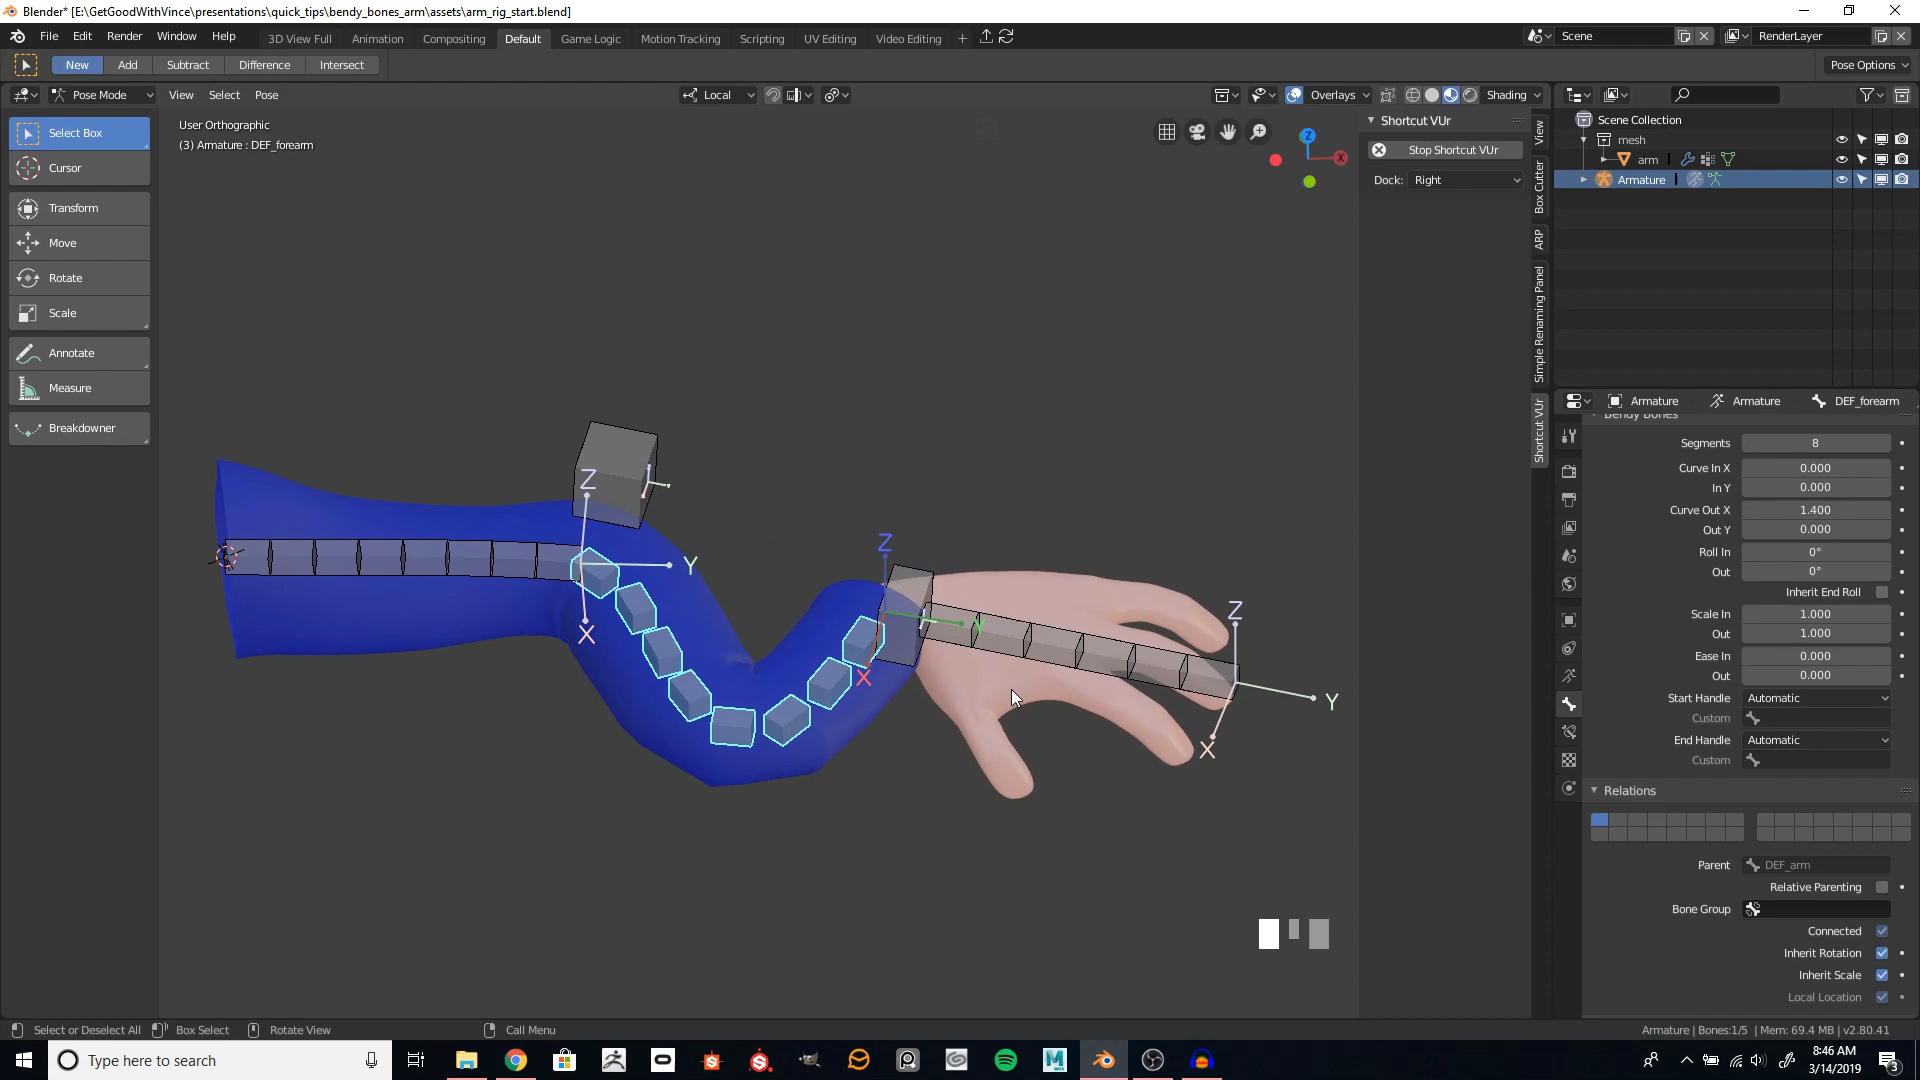 Blender* [E:\GetGoodWithVince\presentations\quick_tips\bendy_bones_arm\assets\arm_rig_start.blend]
File Edit Render Window Help
3D View Full Animation Compositing Default Game Logic Motion Tracking Scripting UV Editing Video Editing +
Scene
RenderLayer
New Add Subtract Difference Intersect
Pose Options
Pose Mode View Select Pose
Local
Overlays
Shading
Select Box
Cursor
Transform
Move
Rotate
Scale
Annotate
Measure
Breakdowner
User Orthographic
(3) Armature : DEF_forearm
Z
X
Z
Y
X
Z
Y
X
Z
Y
X
Shortcut VUr
Stop Shortcut VUr
Dock: Right
View
Box Cutter
ARP
Simple Renaming Panel
Shortcut VUr
Scene Collection
mesh
arm
Armature
Armature Armature DEF_forearm
Bendy Bones
Segments 8
Curve In X 0.000
In Y 0.000
Curve Out X 1.400
Out Y 0.000
Roll In 0°
Out 0°
Inherit End Roll
Scale In 1.000
Out 1.000
Ease In 0.000
Out 0.000
Start Handle Automatic
Custom
End Handle Automatic
Custom
Relations
Parent DEF_arm
Relative Parenting
Bone Group
Connected
Inherit Rotation
Inherit Scale
Local Location
Select or Deselect All Box Select Rotate View Call Menu
Armature | Bones:1/5 | Mem: 69.4 MB | v2.80.41
Type here to search
8:46 AM
3/14/2019
3